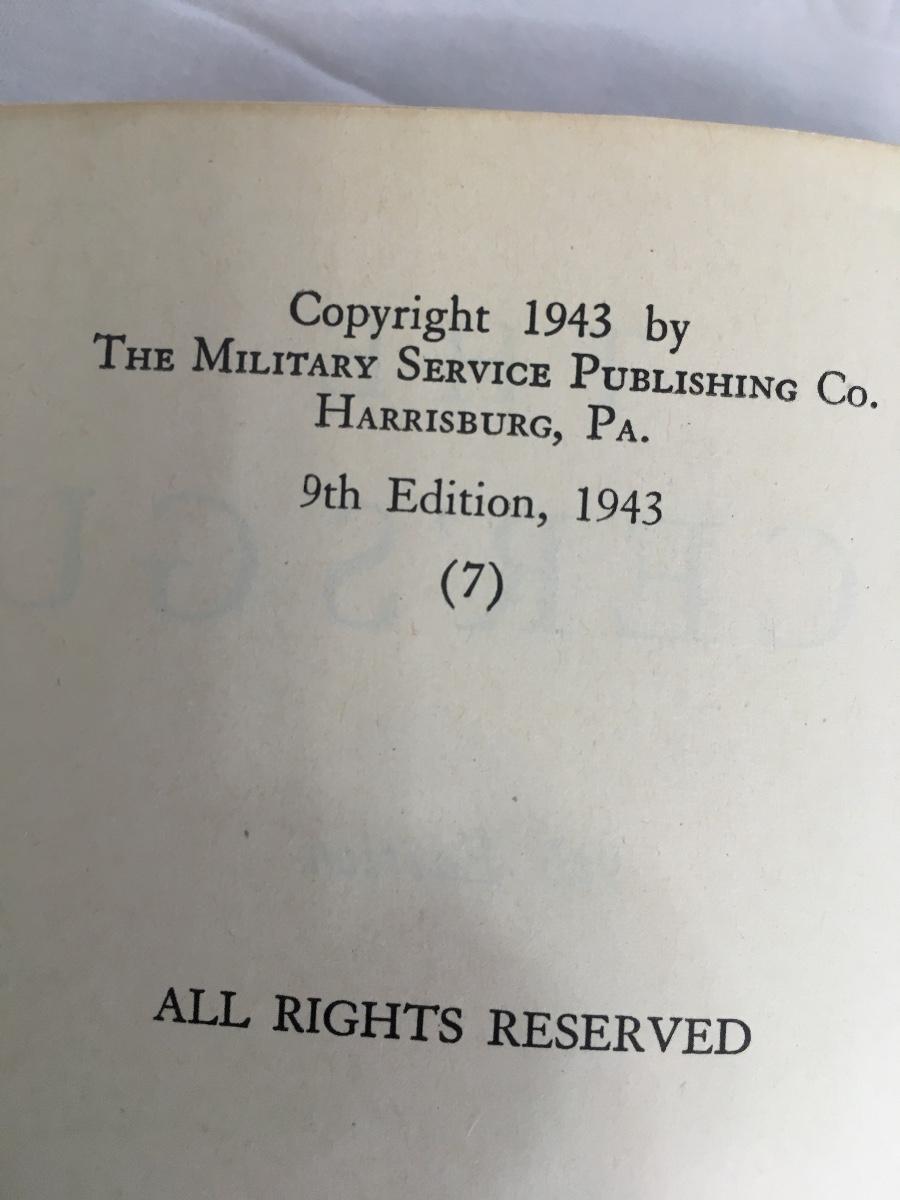 Copyright 1943 by
THE MILITARY SERVICE PUBLISHING CO.
HARRISBURG, PA.
9th Edition, 1943
(7)
ALL RIGHTS RESERVED